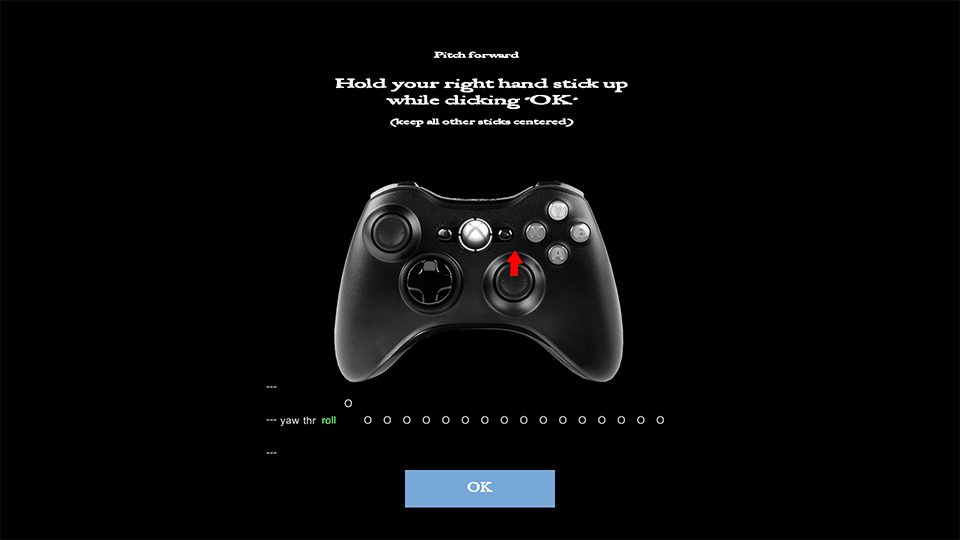 Pitch forward
Hold your right hand stick up
while clicking "OK"
(keep all other sticks centered)
---
O
--- yaw thr roll O O O O O O O O O O O O O O O O
---
OK